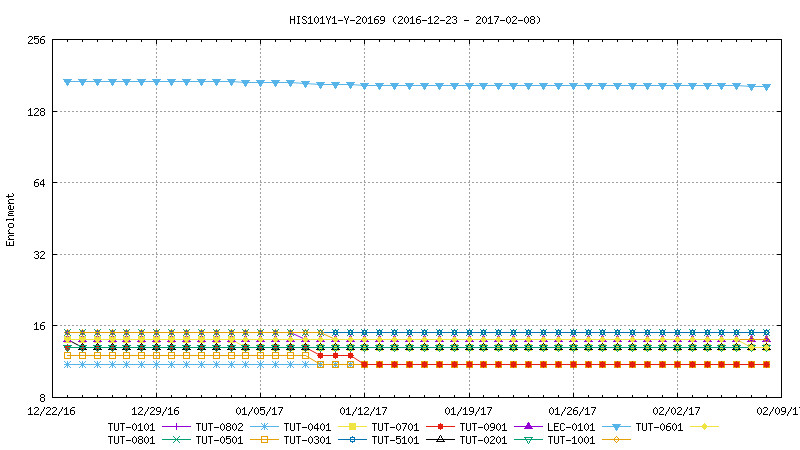 HIS101Y1-Y-20169 (2016-12-23 - 2017-02-08)
256
128
64
32
16
8
Enrolment
12/22/16 12/29/16 01/05/17 01/12/17 01/19/17 01/26/17 02/02/17 02/09/1
TUT-0101 TUT-0802 TUT-0401 TUT-0701 TUT-0901 LEC-0101 TUT-0601
TUT-0801 TUT-0501 TUT-0301 TUT-5101 TUT-0201 TUT-1001